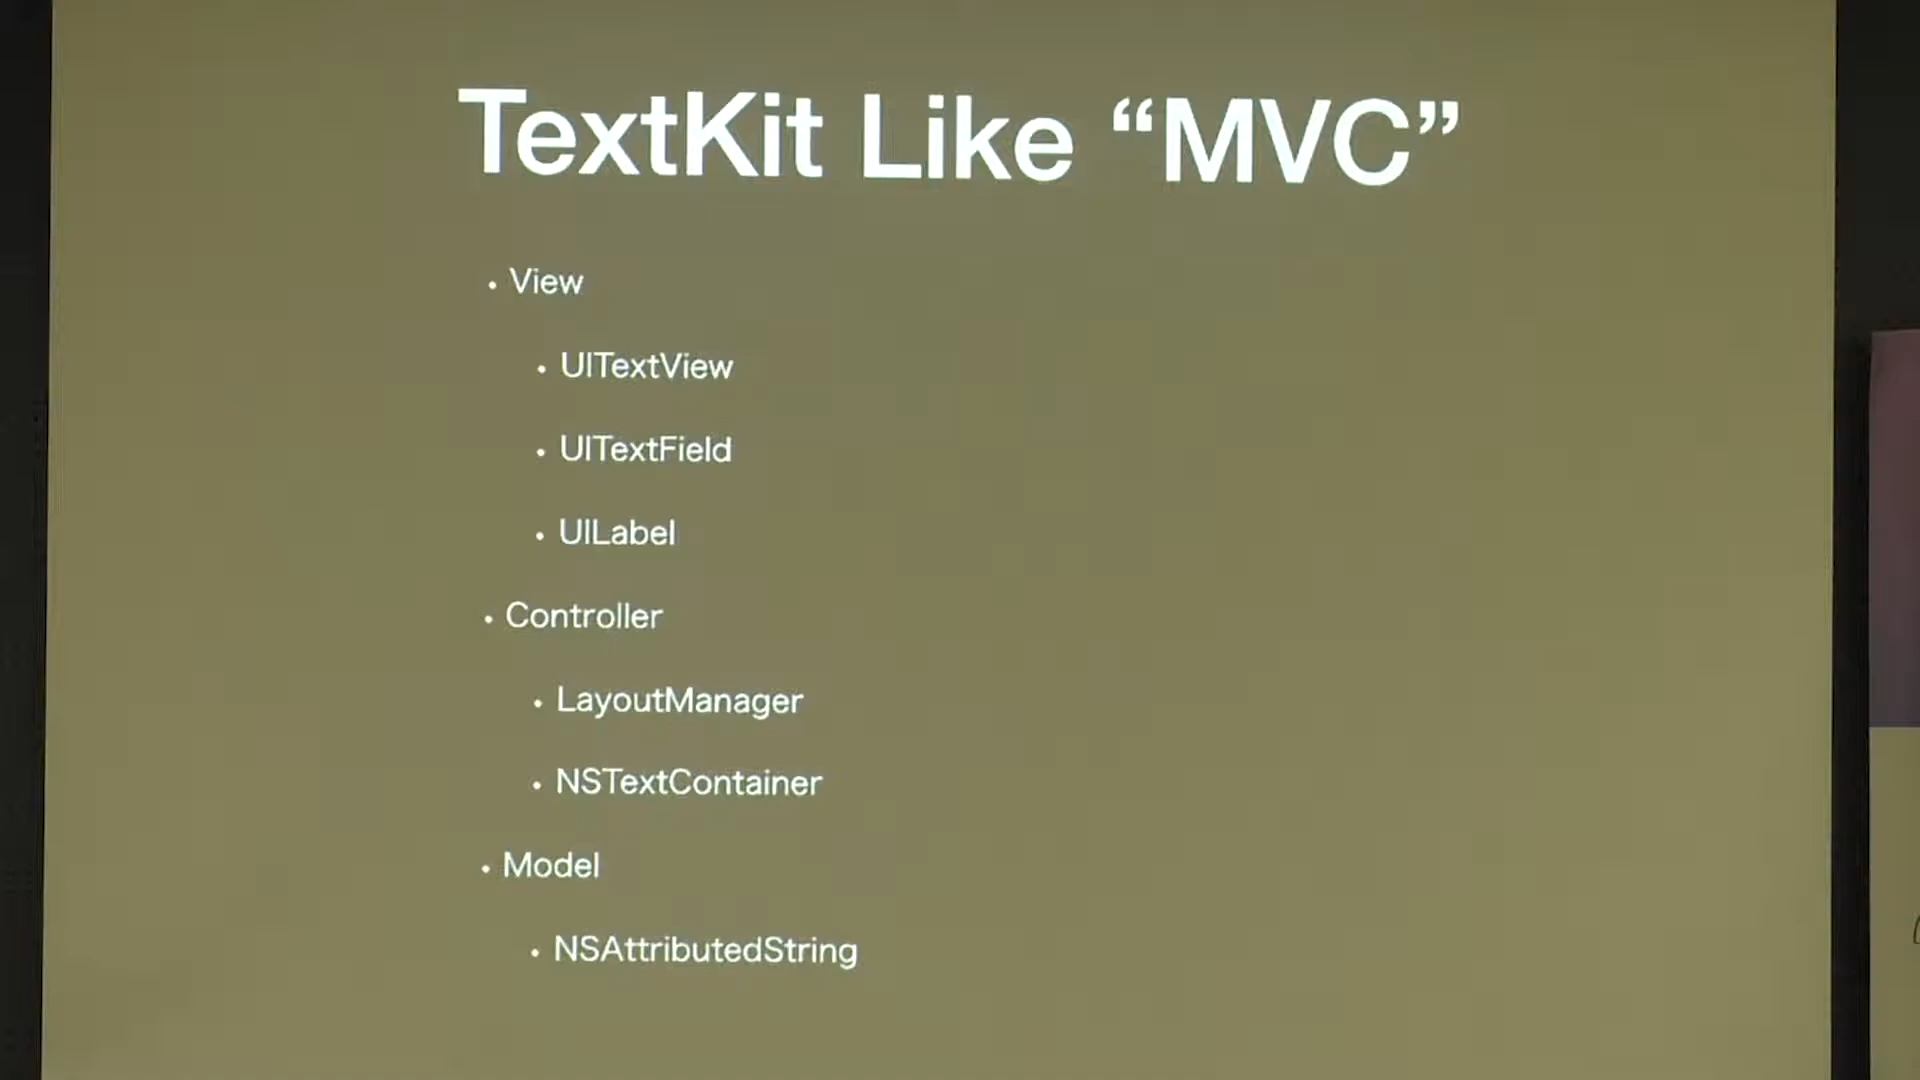 TextKit Like “MVC”
• View
• UITextView
• UITextField
• UILabel
• Controller
• LayoutManager
• NSTextContainer
• Model
• NSAttributedString